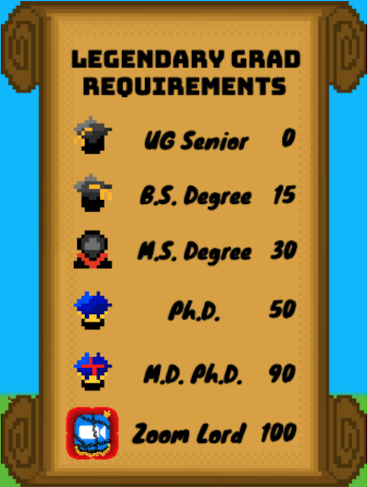 LEGENDARY GRAD
REQUIREMENTS
UG Senior 0
B.S. Degree 15
M.S. Degree 30
Ph.D. 50
M.D. Ph.D. 90
Zoom Lord 100